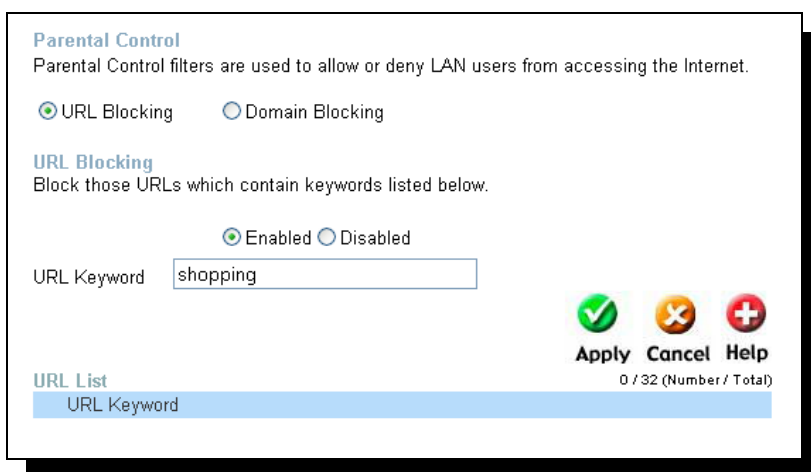 Parental Control
Parental Control filters are used to allow or deny LAN users from accessing the Internet.
URL Blocking Domain Blocking
URL Blocking
Block those URLs which contain keywords listed below.
Enabled Disabled
URL Keyword shopping
Apply Cancel Help
URL List 0 / 32 (Number / Total)
URL Keyword